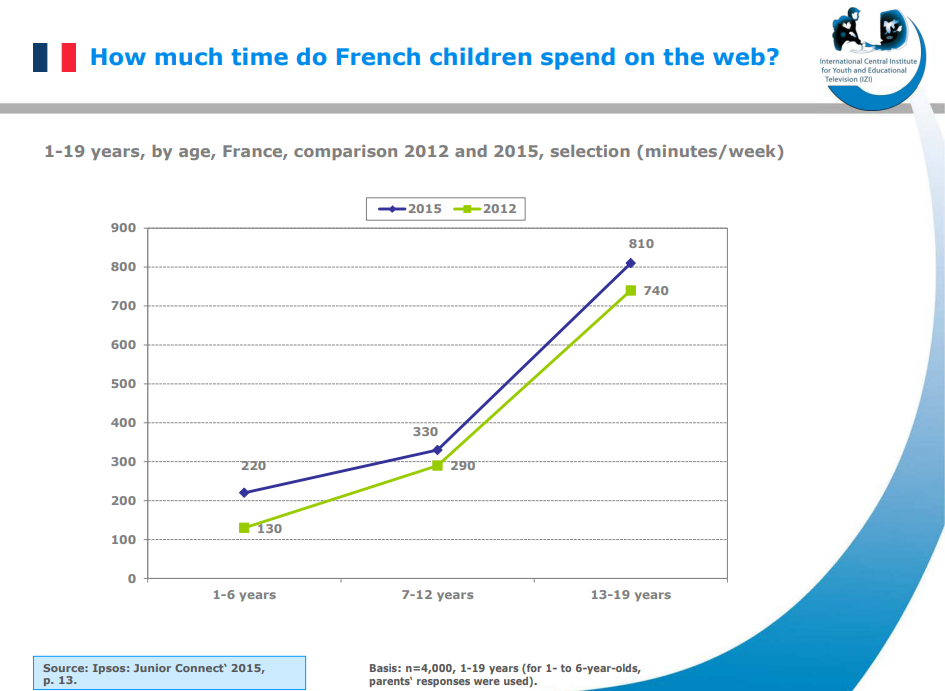 How much time do French children spend on the web?
International Central Institute
for Youth and Educational
Television (IZI)
1-19 years, by age, France, comparison 2012 and 2015, selection (minutes/week)
2015 2012
900
800
700
600
500
400
300
200
100
0
810
740
330
290
220
130
1-6 years 7-12 years 13-19 years
Source: Ipsos: Junior Connect‘ 2015,
p. 13.
Basis: n=4,000, 1-19 years (for 1- to 6-year-olds,
parents‘ responses were used).